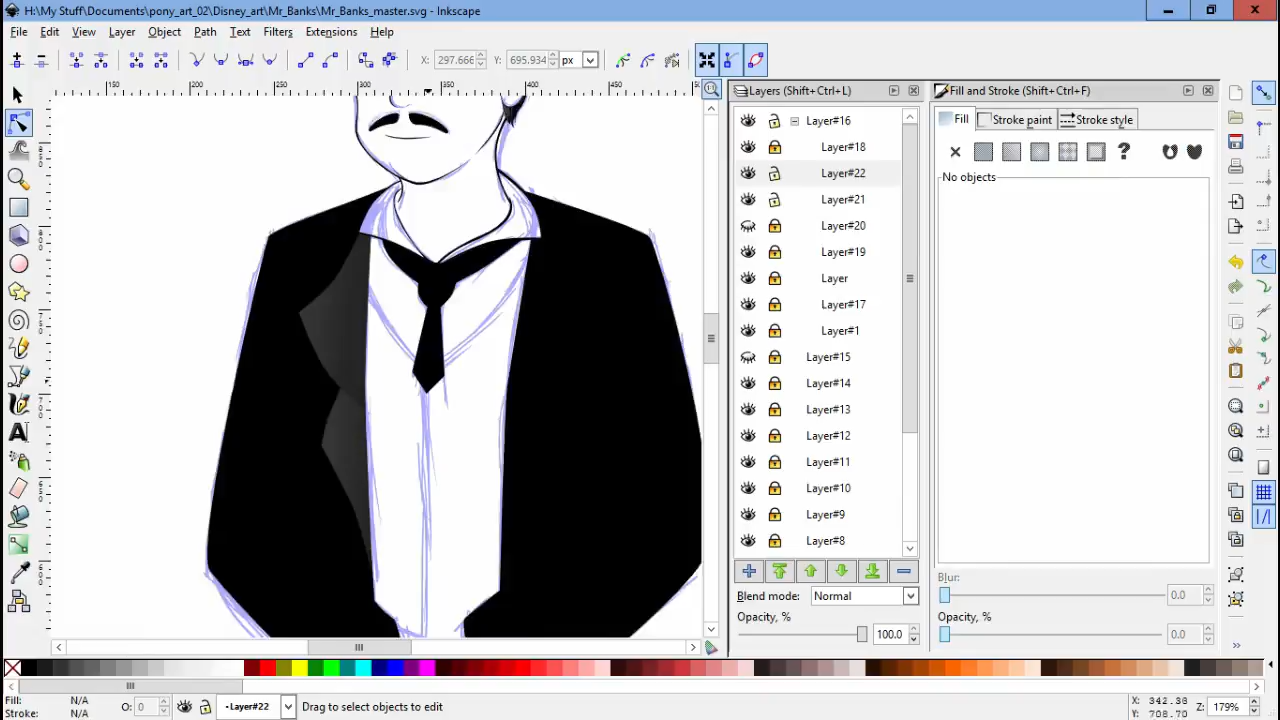 H:\My Stuff\Documents\pony_art_02\Disney_art\Mr_Banks\Mr_Banks_master.svg - Inkscape
File Edit View Layer Object Path Text Filters Extensions Help
X: 297.666 Y: 695.934 px
150 300 400 450
Layers (Shift+Ctrl+L)
Layer#16
Layer#18
Layer#22
Layer#21
Layer#20
Layer#19
Layer
Layer#17
Layer#1
Layer#15
Layer#14
Layer#13
Layer#12
Layer#11
Layer#10
Layer#9
Layer#8
Blend mode: Normal
Opacity, % 100.0
Fill and Stroke (Shift+Ctrl+F)
Fill Stroke paint Stroke style
?
No objects
Blur:
0.0
Opacity, %
0.0
Fill: N/A
Stroke: N/A
O: 0
•Layer#22
Drag to select objects to edit
X: 342.38
Y: 708.70
Z: 179%